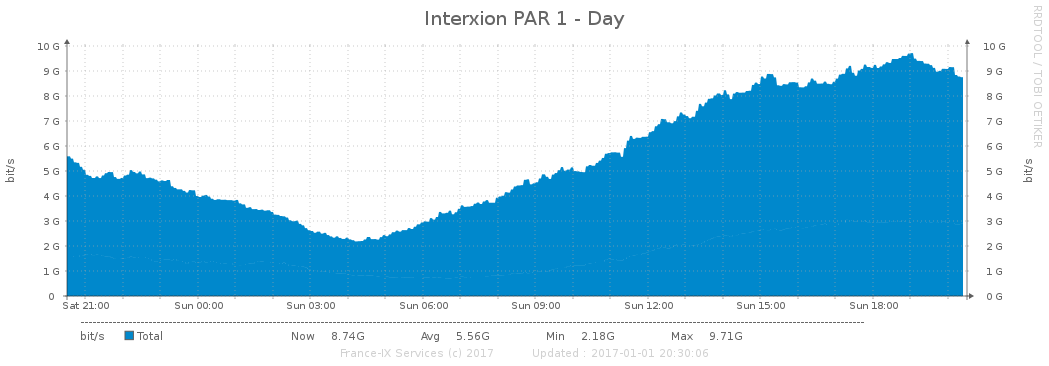 Interxion PAR 1 - Day
RRDTOOL / TOBI OETIKER
10 G 10 G
9 G 9 G
8 G 8 G
7 G 7 G
6 G 6 G
5 G 5 G
4 G 4 G
3 G 3 G
2 G 2 G
1 G 1 G
0 0 G
bit/s
bit/s
Sat 21:00 Sun 00:00 Sun 03:00 Sun 06:00 Sun 09:00 Sun 12:00 Sun 15:00 Sun 18:00
bit/s Total Now 8.74G Avg 5.56G Min 2.18G Max 9.71G
France-IX Services (c) 2017 Updated : 2017-01-01 20:30:06